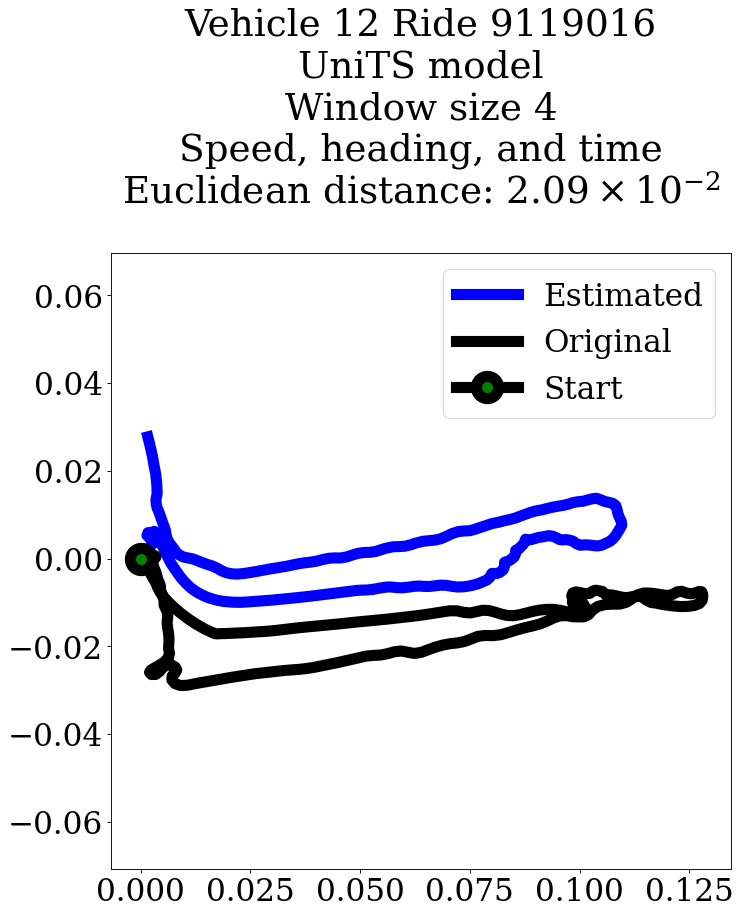 Vehicle 12 Ride 9119016
UniTS model
Window size 4
Speed, heading, and time
Euclidean distance: 2.09 × 10⁻²
Estimated
Original
Start
0.06
0.04
0.02
0.00
−0.02
−0.04
−0.06
0.000 0.025 0.050 0.075 0.100 0.125